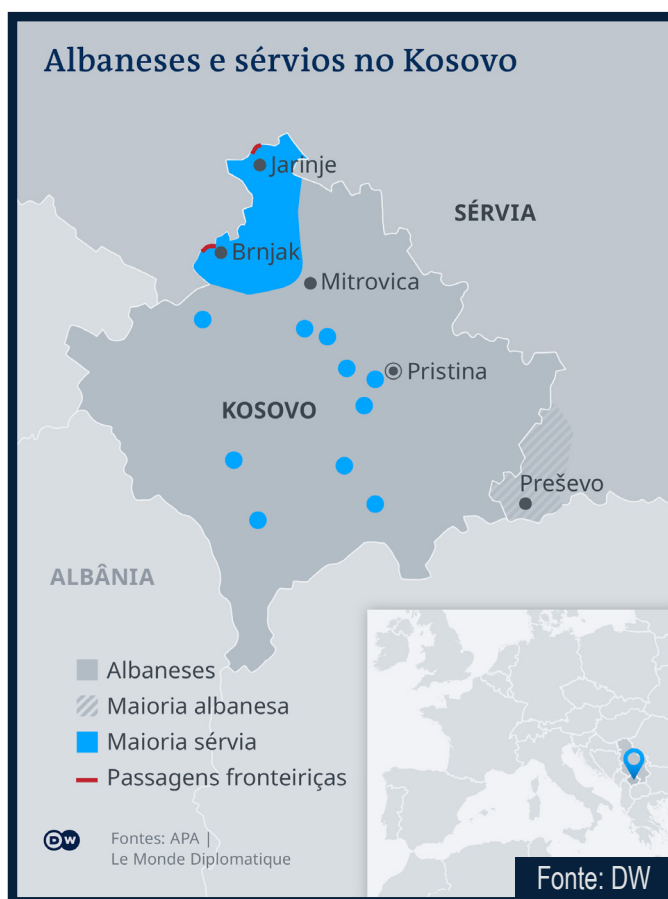 Albaneses e sérvios no Kosovo
Jarinje
SÉRVIA
Brnjak
Mitrovica
Pristina
KOSOVO
Preševo
ALBÂNIA
Albaneses
Maioria albanesa
Maioria sérvia
Passagens fronteiriças
DW
Fontes: APA |
Le Monde Diplomatique
Fonte: DW